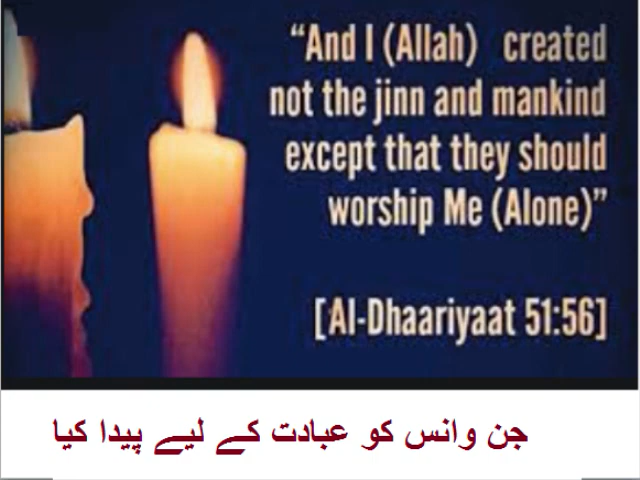 “And I (Allah) created
not the jinn and mankind
except that they should
worship Me (Alone)”
[Al-Dhaariyaat 51:56]
جن وانس کو عبادت کے لیے پیدا کیا